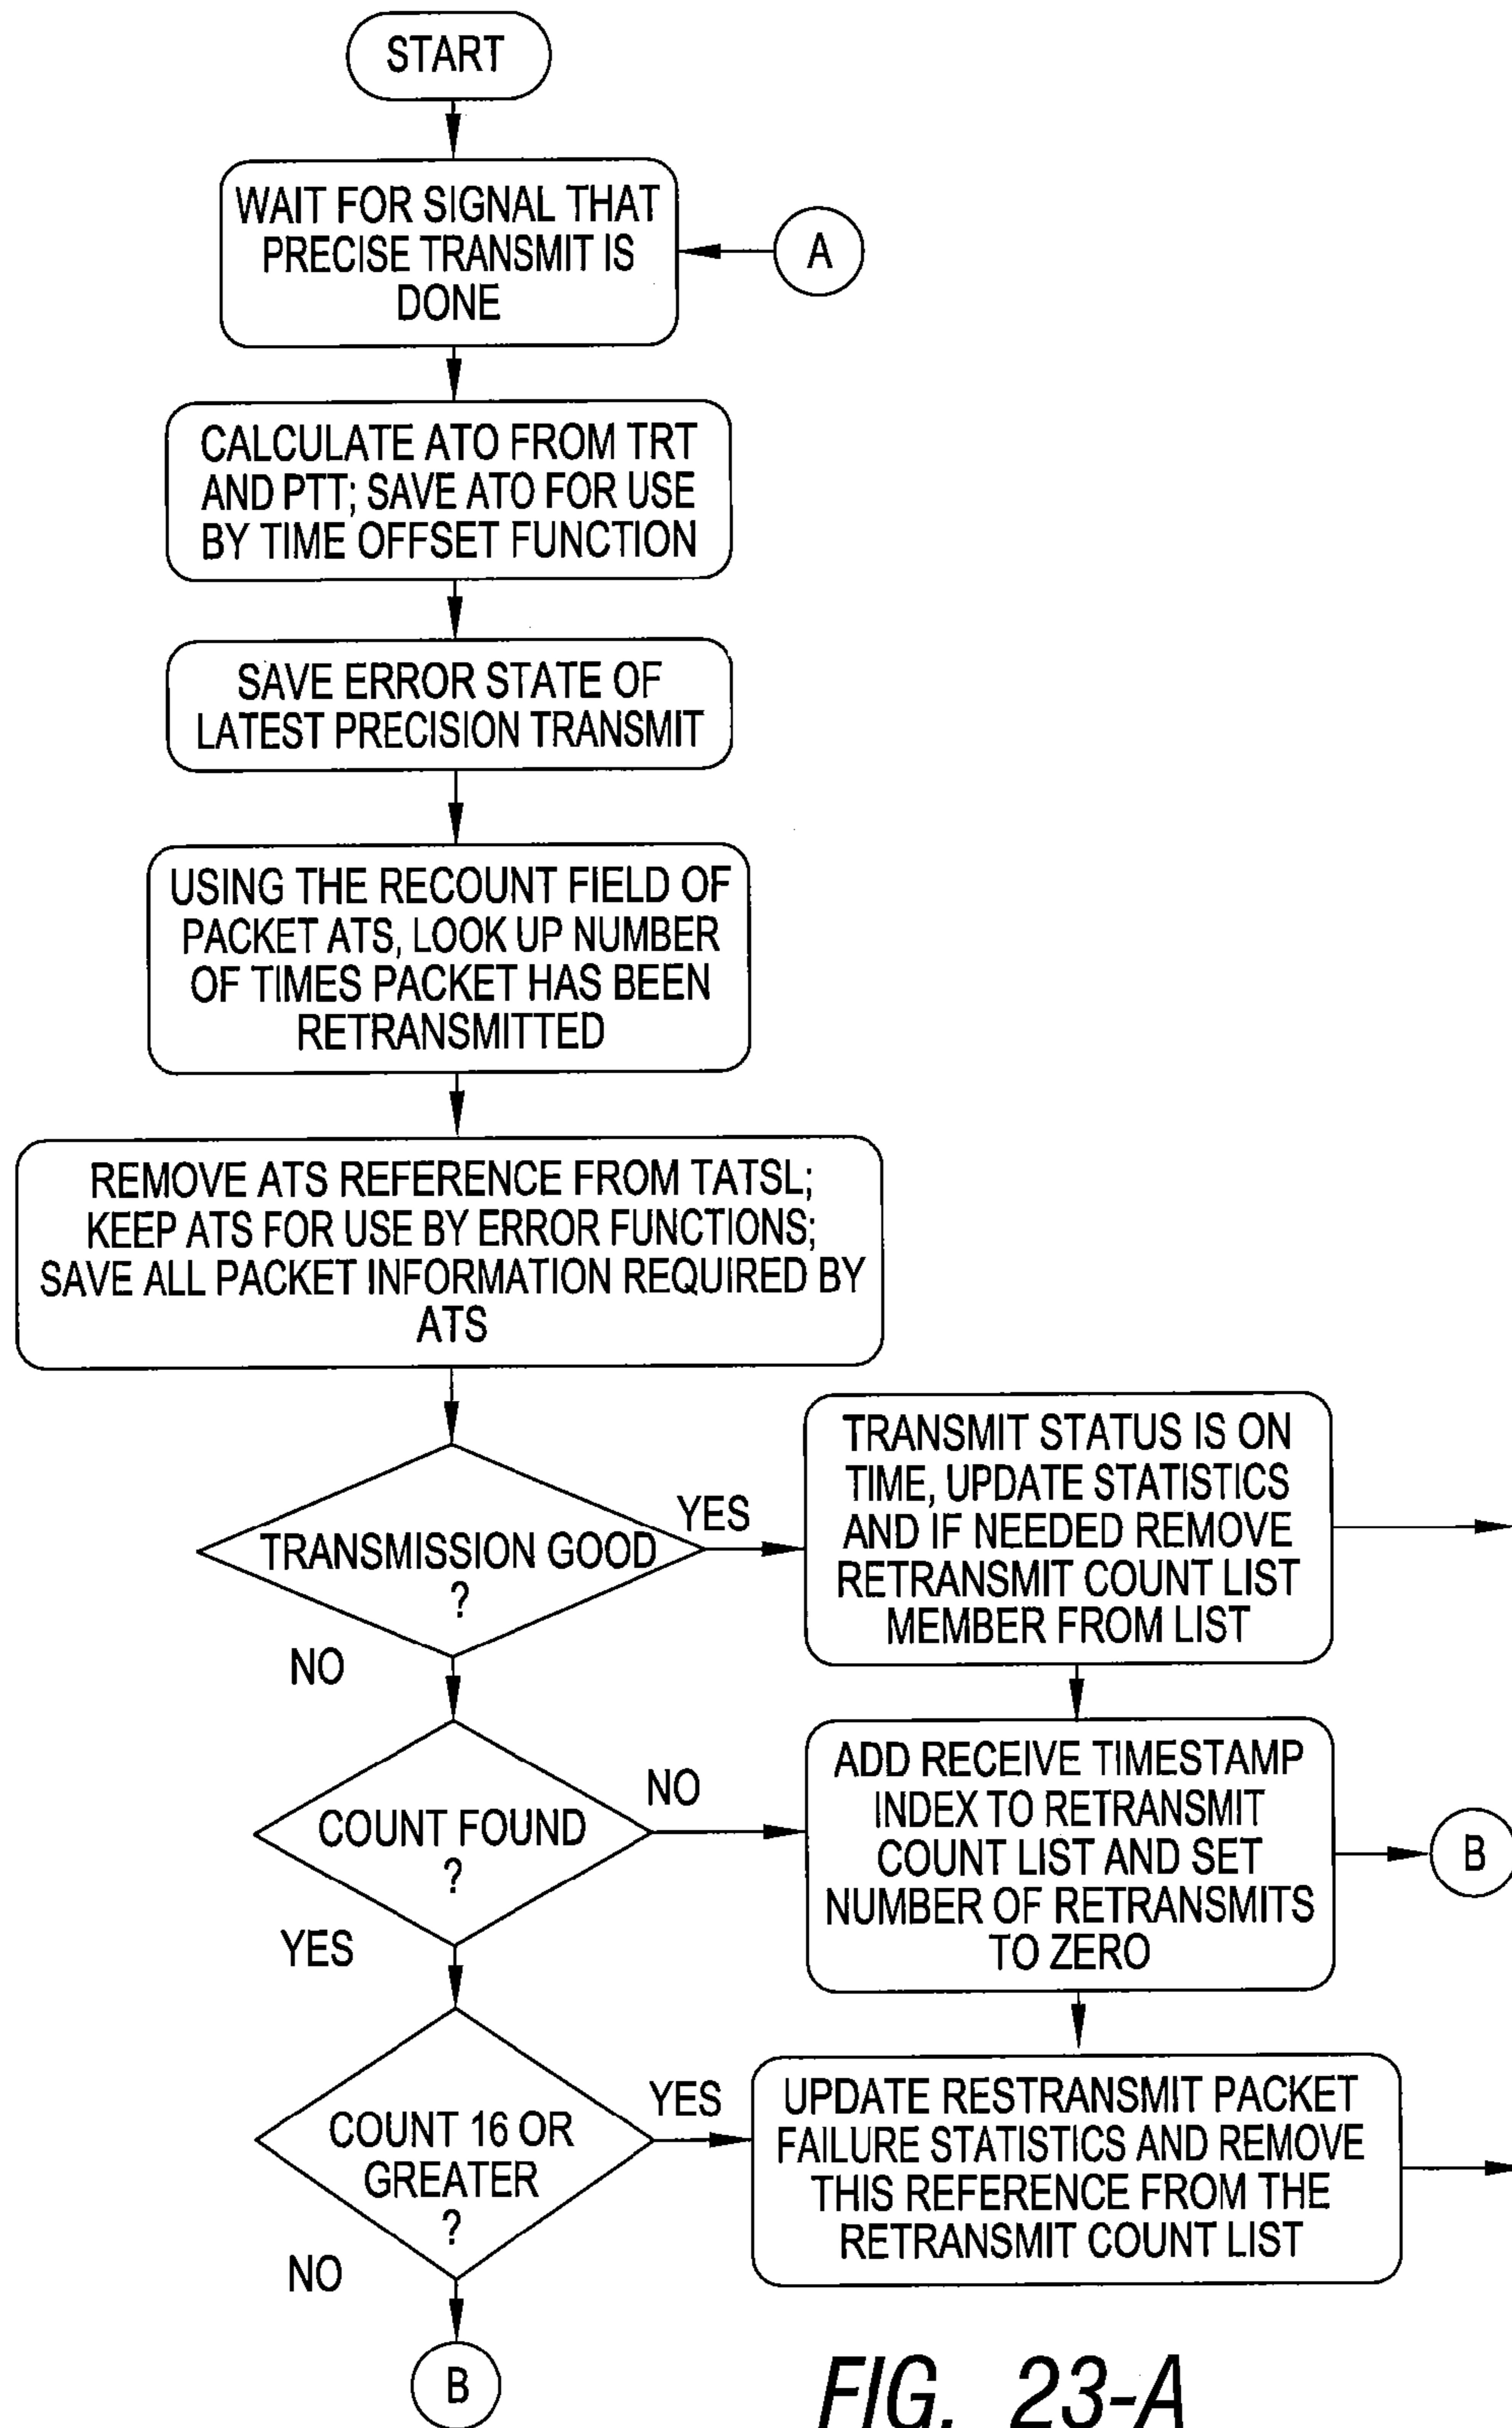 START
WAIT FOR SIGNAL THAT
PRECISE TRANSMIT IS
DONE
A
CALCULATE ATO FROM TRT
AND PTT; SAVE ATO FOR USE
BY TIME OFFSET FUNCTION
SAVE ERROR STATE OF
LATEST PRECISION TRANSMIT
USING THE RECOUNT FIELD OF
PACKET ATS, LOOK UP NUMBER
OF TIMES PACKET HAS BEEN
RETRANSMITTED
REMOVE ATS REFERENCE FROM TATSL;
KEEP ATS FOR USE BY ERROR FUNCTIONS;
SAVE ALL PACKET INFORMATION REQUIRED BY
ATS
TRANSMISSION GOOD
?
YES
TRANSMIT STATUS IS ON
TIME, UPDATE STATISTICS
AND IF NEEDED REMOVE
RETRANSMIT COUNT LIST
MEMBER FROM LIST
NO
COUNT FOUND
?
NO
ADD RECEIVE TIMESTAMP
INDEX TO RETRANSMIT
COUNT LIST AND SET
NUMBER OF RETRANSMITS
TO ZERO
B
YES
COUNT 16 OR
GREATER
?
YES
UPDATE RESTRANSMIT PACKET
FAILURE STATISTICS AND REMOVE
THIS REFERENCE FROM THE
RETRANSMIT COUNT LIST
NO
B
FIG. 23-A